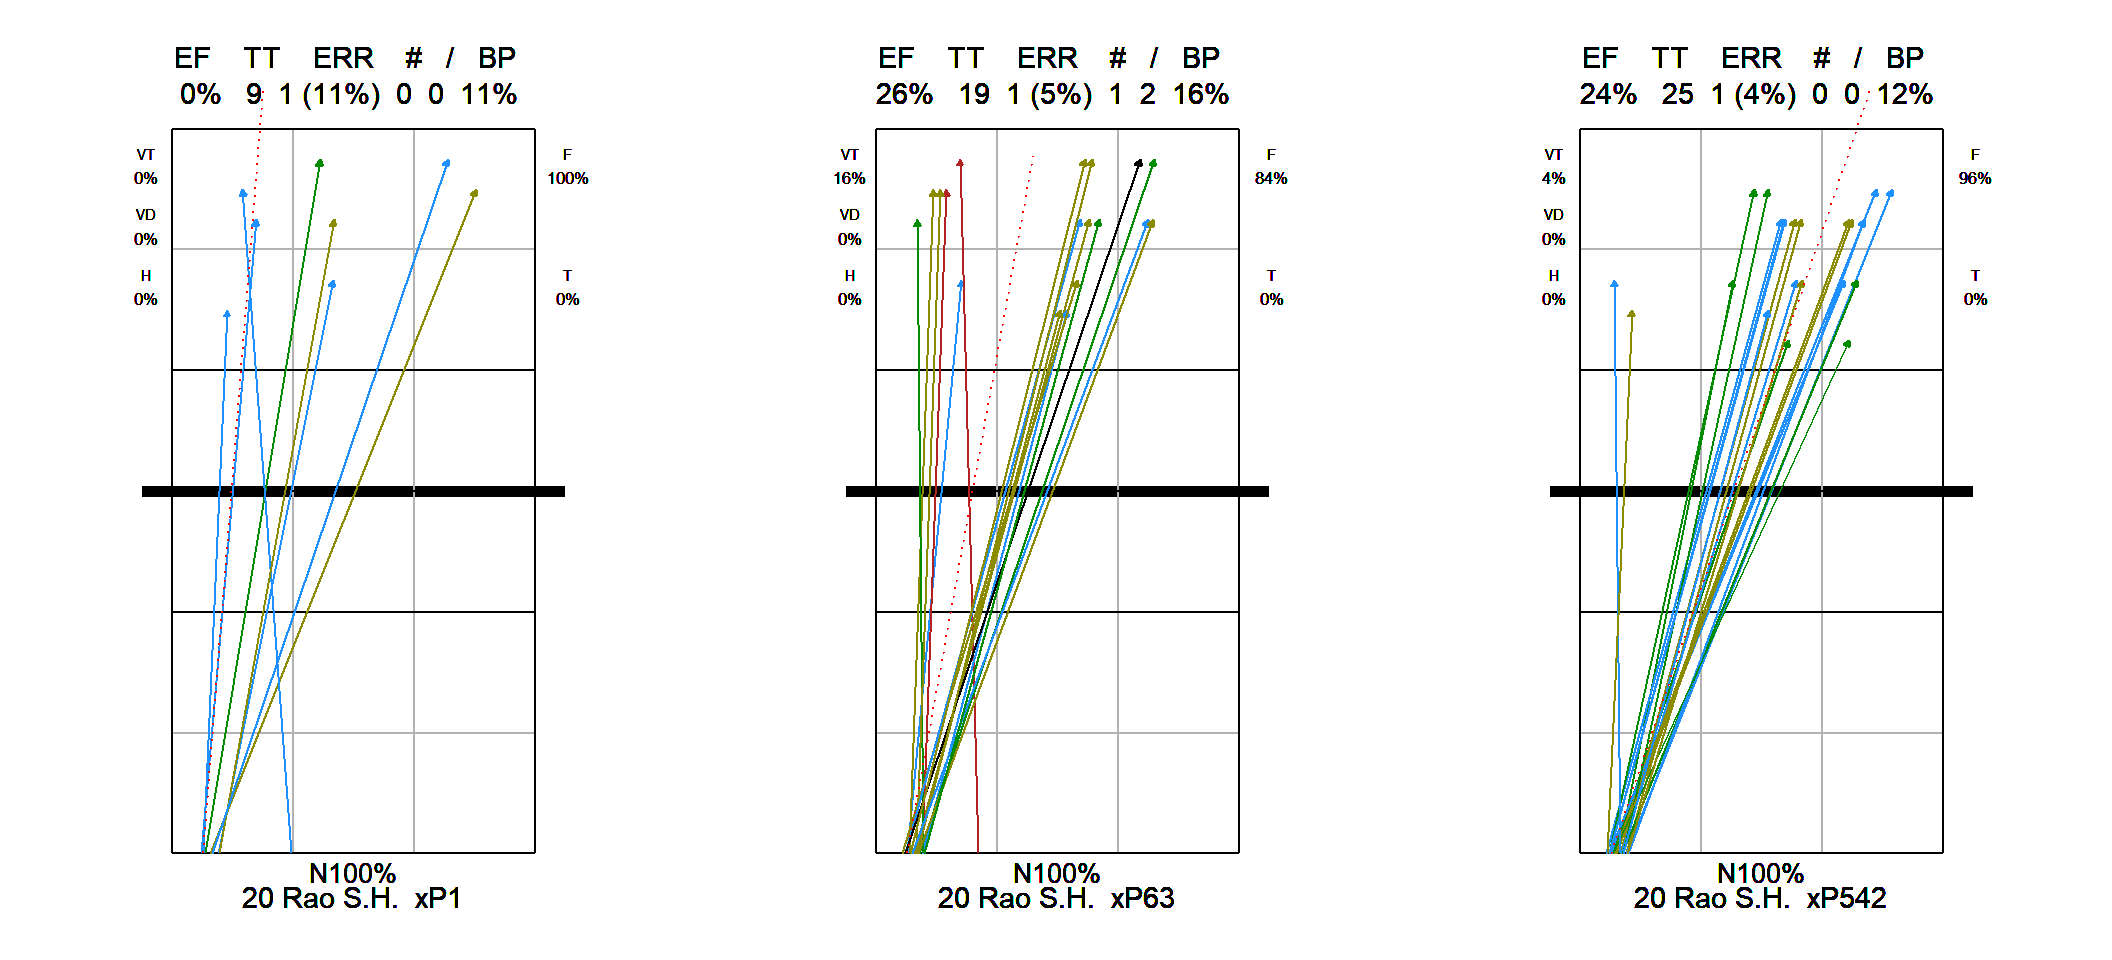 EF TT ERR # / BP
0% 9 1 (11%) 0 0 11%
VT
0%
VD
0%
H
0%
F
100%
T
0%
N100%
20 Rao S.H. xP1
EF TT ERR # / BP
26% 19 1 (5%) 1 2 16%
VT
16%
VD
0%
H
0%
F
84%
T
0%
N100%
20 Rao S.H. xP63
EF TT ERR # / BP
24% 25 1 (4%) 0 0 12%
VT
4%
VD
0%
H
0%
F
96%
T
0%
N100%
20 Rao S.H. xP542